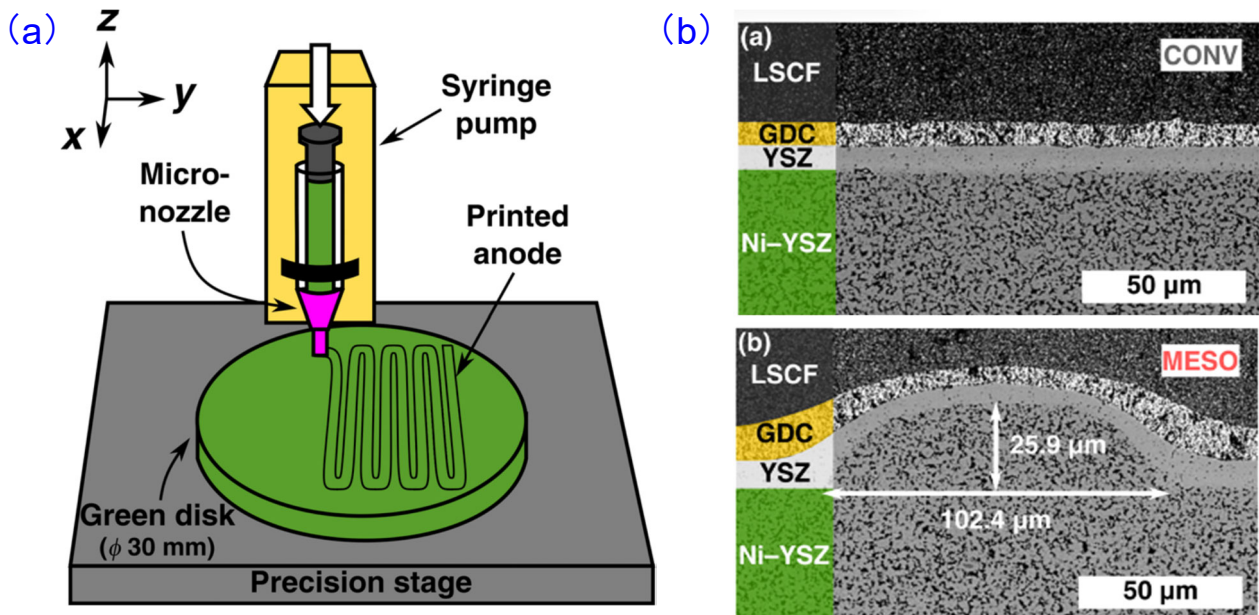 (a)
z
y
x
Syringe
pump
Micro-
nozzle
Printed
anode
Green disk
(ϕ 30 mm)
Precision stage
(b)
(a)
CONV
LSCF
GDC
YSZ
Ni–YSZ
50 µm
(b)
MESO
LSCF
GDC
25.9 µm
YSZ
102.4 µm
Ni–YSZ
50 µm